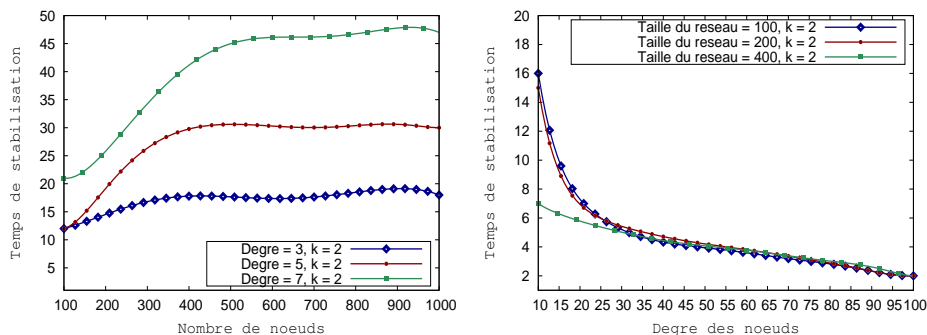 50
45
40
35
30
25
20
15
10
5
100 200 300 400 500 600 700 800 900 1000
Temps de stabilisation
Nombre de noeuds
Degre = 3, k = 2
Degre = 5, k = 2
Degre = 7, k = 2
20
18
16
14
12
10
8
6
4
2
10 15 20 25 30 35 40 45 50 55 60 65 70 75 80 85 90 95 100
Temps de stabilisation
Degre des noeuds
Taille du reseau = 100, k = 2
Taille du reseau = 200, k = 2
Taille du reseau = 400, k = 2